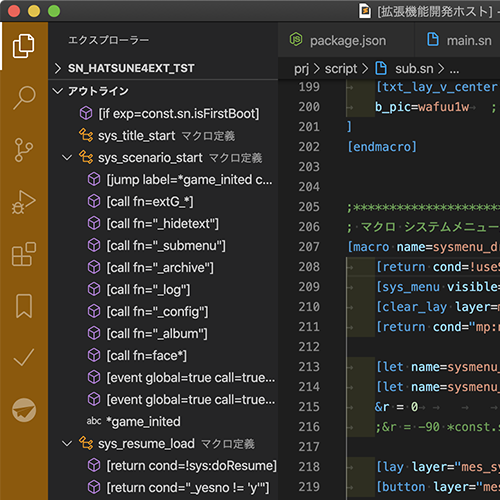 [拡張機能開発ホスト] -
エクスプローラー
SN_HATSUNE4EXT_TST
アウトライン
[if exp=const.sn.isFirstBoot]
sys_title_start マクロ定義
sys_scenario_start マクロ定義
[jump label=*game_inited c...
[call fn=extG_*]
[call fn="_hidetext"]
[call fn="_submenu"]
[call fn="_archive"]
[call fn="_log"]
[call fn="_config"]
[call fn="_album"]
[call fn=face*]
[event global=true call=true...
[event global=true call=true...
abc *game_inited
sys_resume_load マクロ定義
[return cond=!sys:doResume]
[return cond="_yesno != 'y'"]
package.json
main.sn
prj > script > sub.sn > ...
199 [txt_lay_v_center
200 b_pic=wafuu1w ;
201 ]
202 [endmacro]
203
204
205 ;**********************
206 ; マクロ システムメニュー
207 [macro name=sysmenu_d
208 [return cond=!useS
209 [sys_menu visible=
210 [clear_lay layer=m
211 [return cond="mp:
212
213 [let name=sysmenu_
214 [let name=sysmenu_
215 &r = 0
216 ;&r = -90 *const.s
217
218 [lay layer="mes_sy
219 [button layer="mes